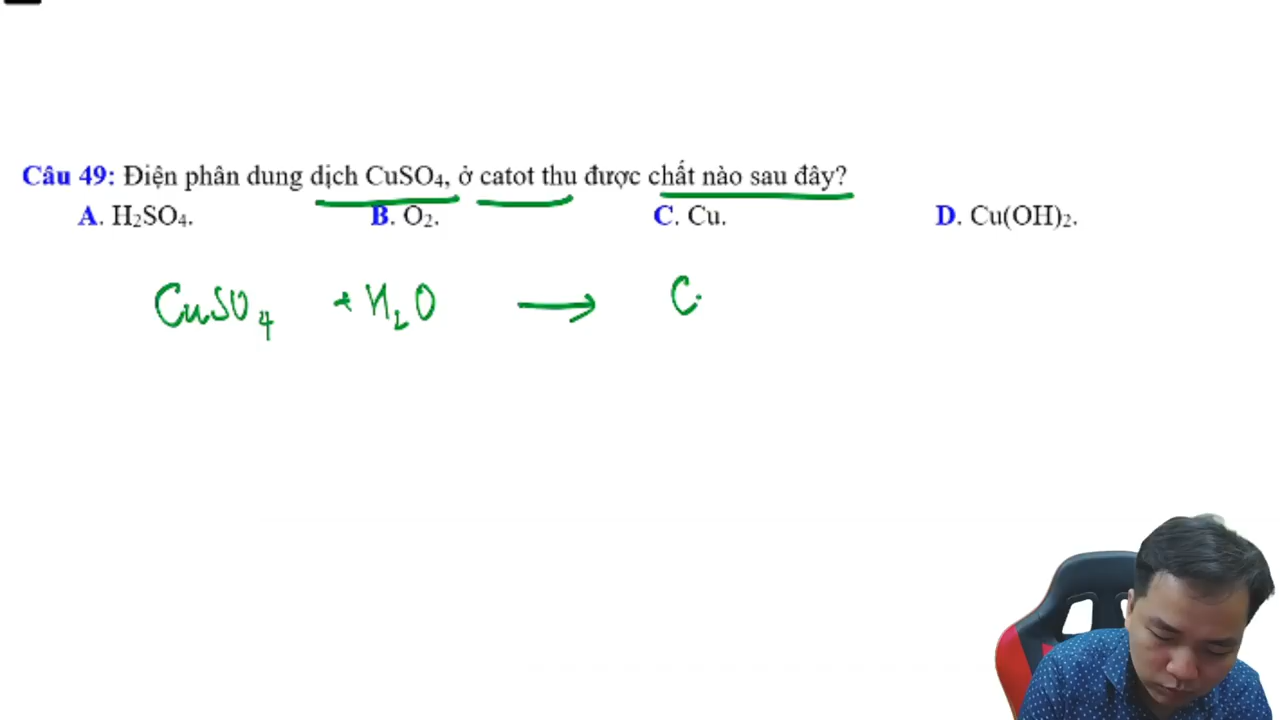 Câu 49: Điện phân dung dịch CuSO4, ở catot thu được chất nào sau đây?
A. H2SO4. B. O2. C. Cu. D. Cu(OH)2.
CuSO4 + H2O → C